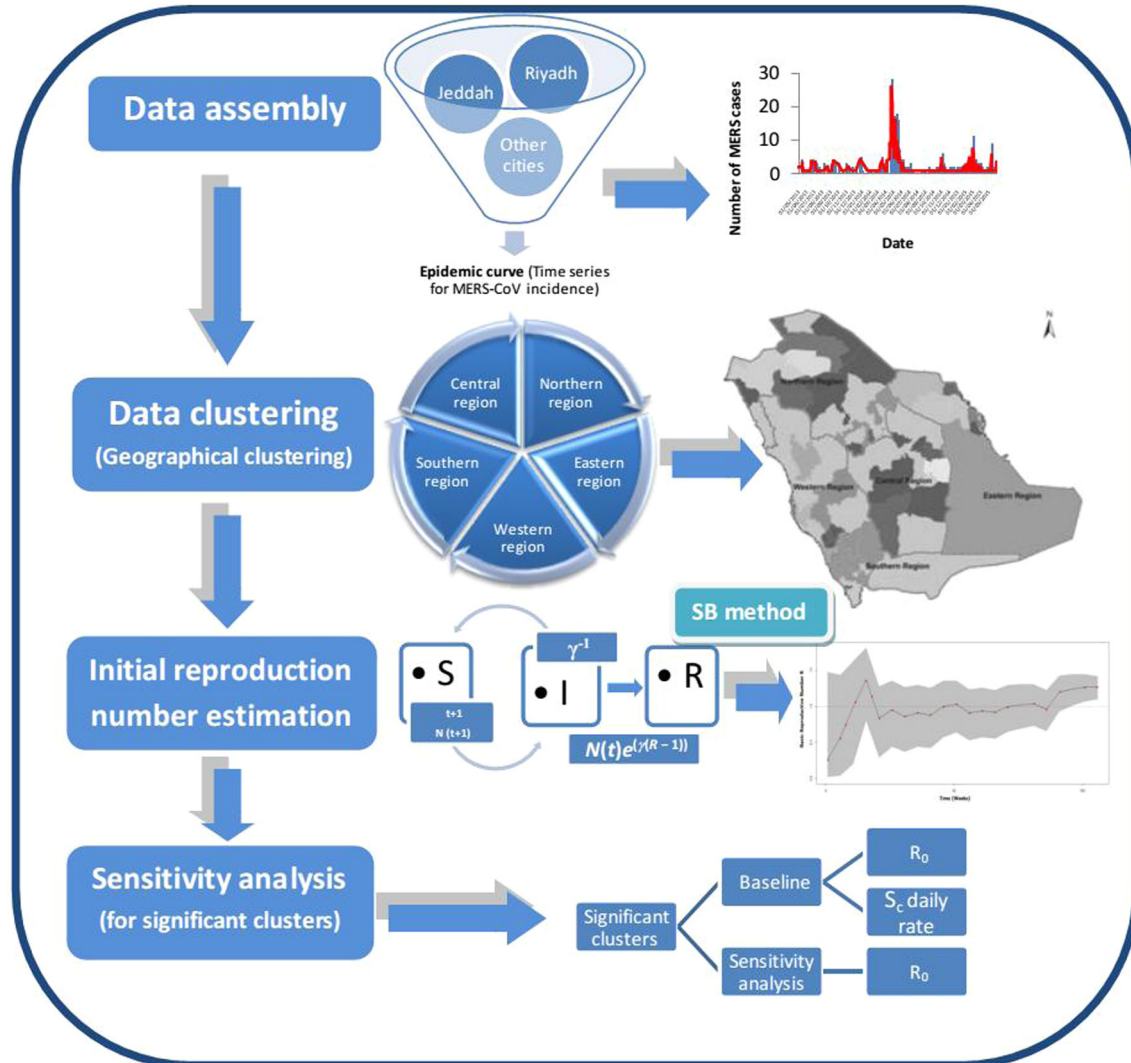 Data assembly
Jeddah
Riyadh
Other
cities
Epidemic curve (Time series
for MERS-CoV incidence)
Number of MERS cases
30
20
10
0
Date
Data clustering
(Geographical clustering)
Central
region
Northern
region
Southern
region
Eastern
region
Western
region
N
Northern Region
Western Region
Central Region
Eastern Region
Southern Region
Initial reproduction
number estimation
SB method
• S
t+1
N (t+1)
γ⁻¹
• I
• R
N(t)e^(γ(R − 1))
Basic Reproductive Number R
Time (Weeks)
Sensitivity analysis
(for significant clusters)
Significant
clusters
Baseline
Sensitivity
analysis
R₀
S꜀ daily
rate
R₀